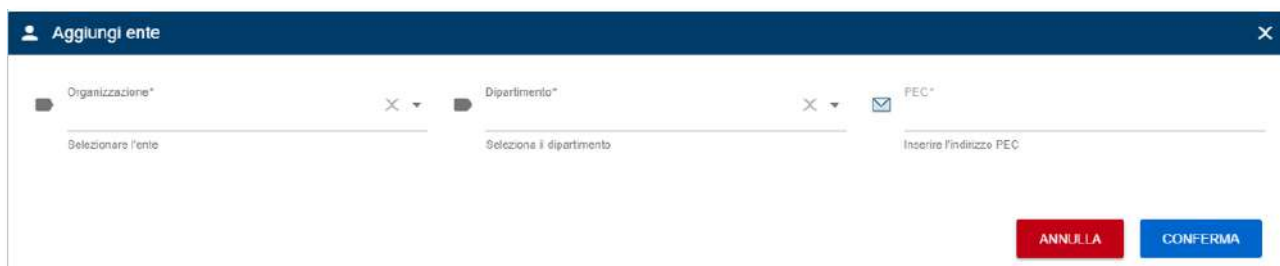 Aggiungi ente
Organizzazione* Dipartimento* PEC*
Selezionare l'ente Seleziona il dipartimento Inserire l'indirizzo PEC
ANNULLA CONFERMA